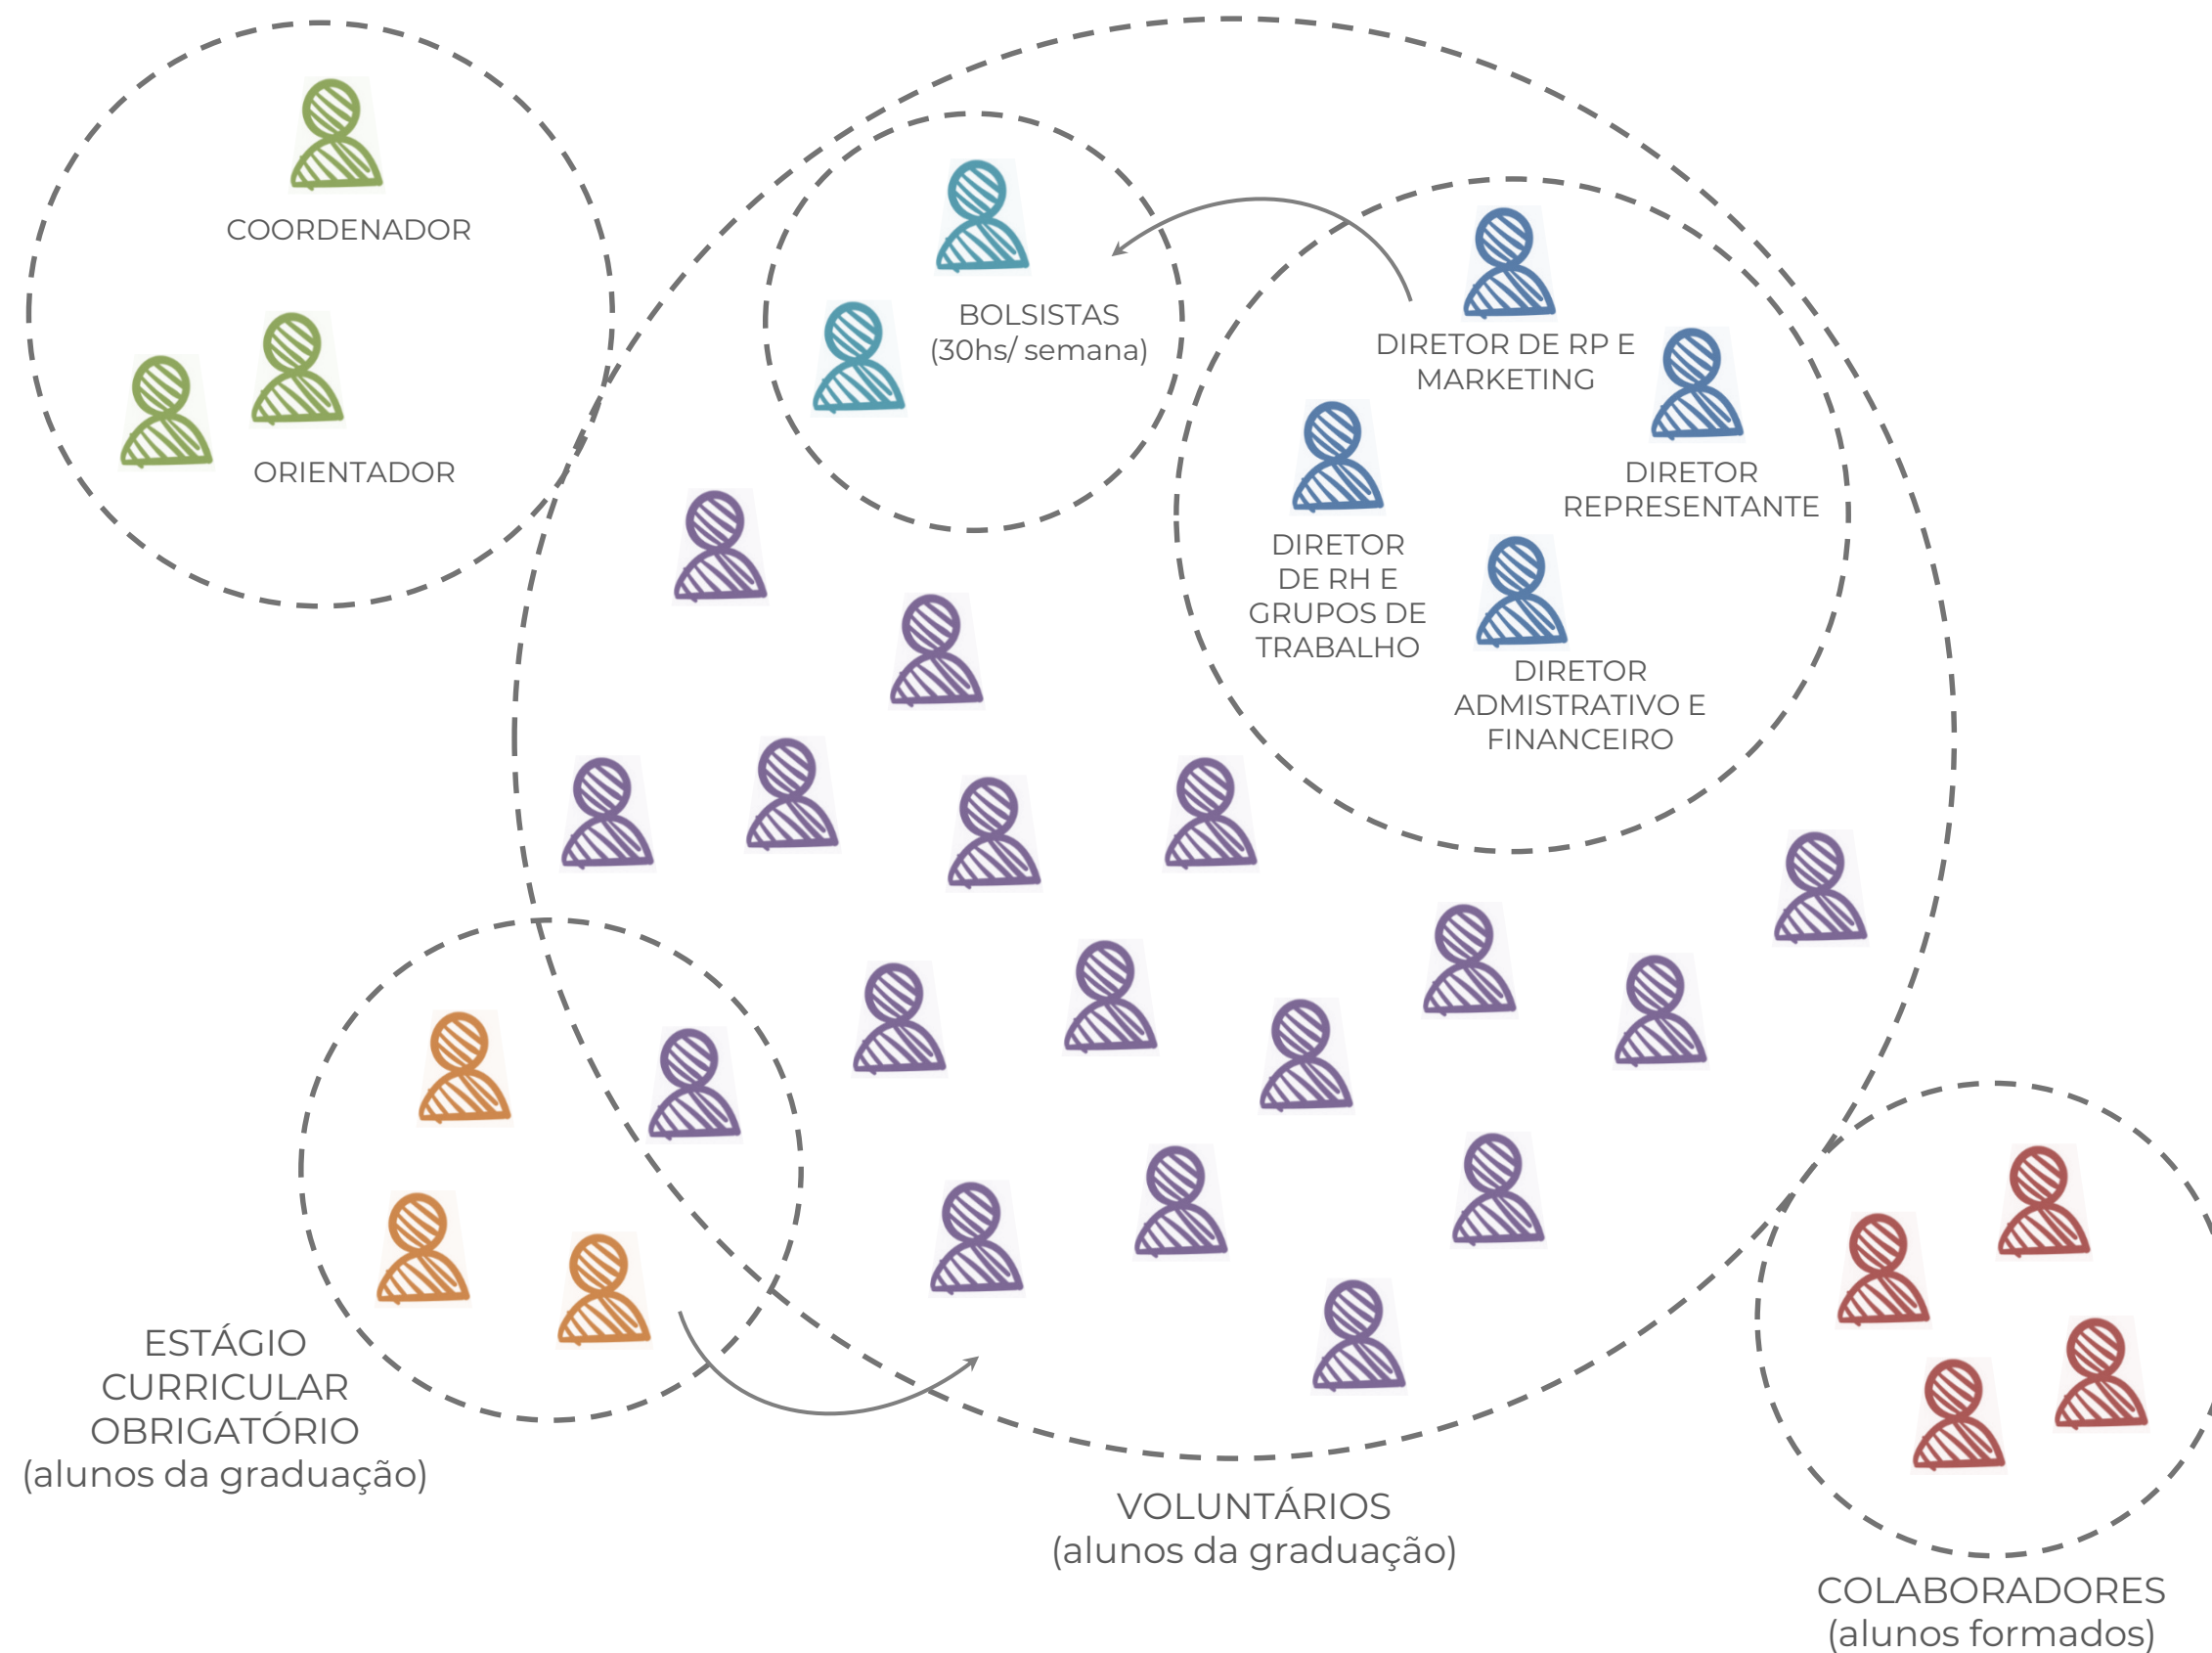 COORDENADOR
ORIENTADOR
BOLSISTAS
(30hs/ semana)
DIRETOR DE RP E
MARKETING
DIRETOR
REPRESENTANTE
DIRETOR
DE RH E
GRUPOS DE
TRABALHO
DIRETOR
ADMISTRATIVO E
FINANCEIRO
ESTÁGIO
CURRICULAR
OBRIGATÓRIO
(alunos da graduação)
VOLUNTÁRIOS
(alunos da graduação)
COLABORADORES
(alunos formados)